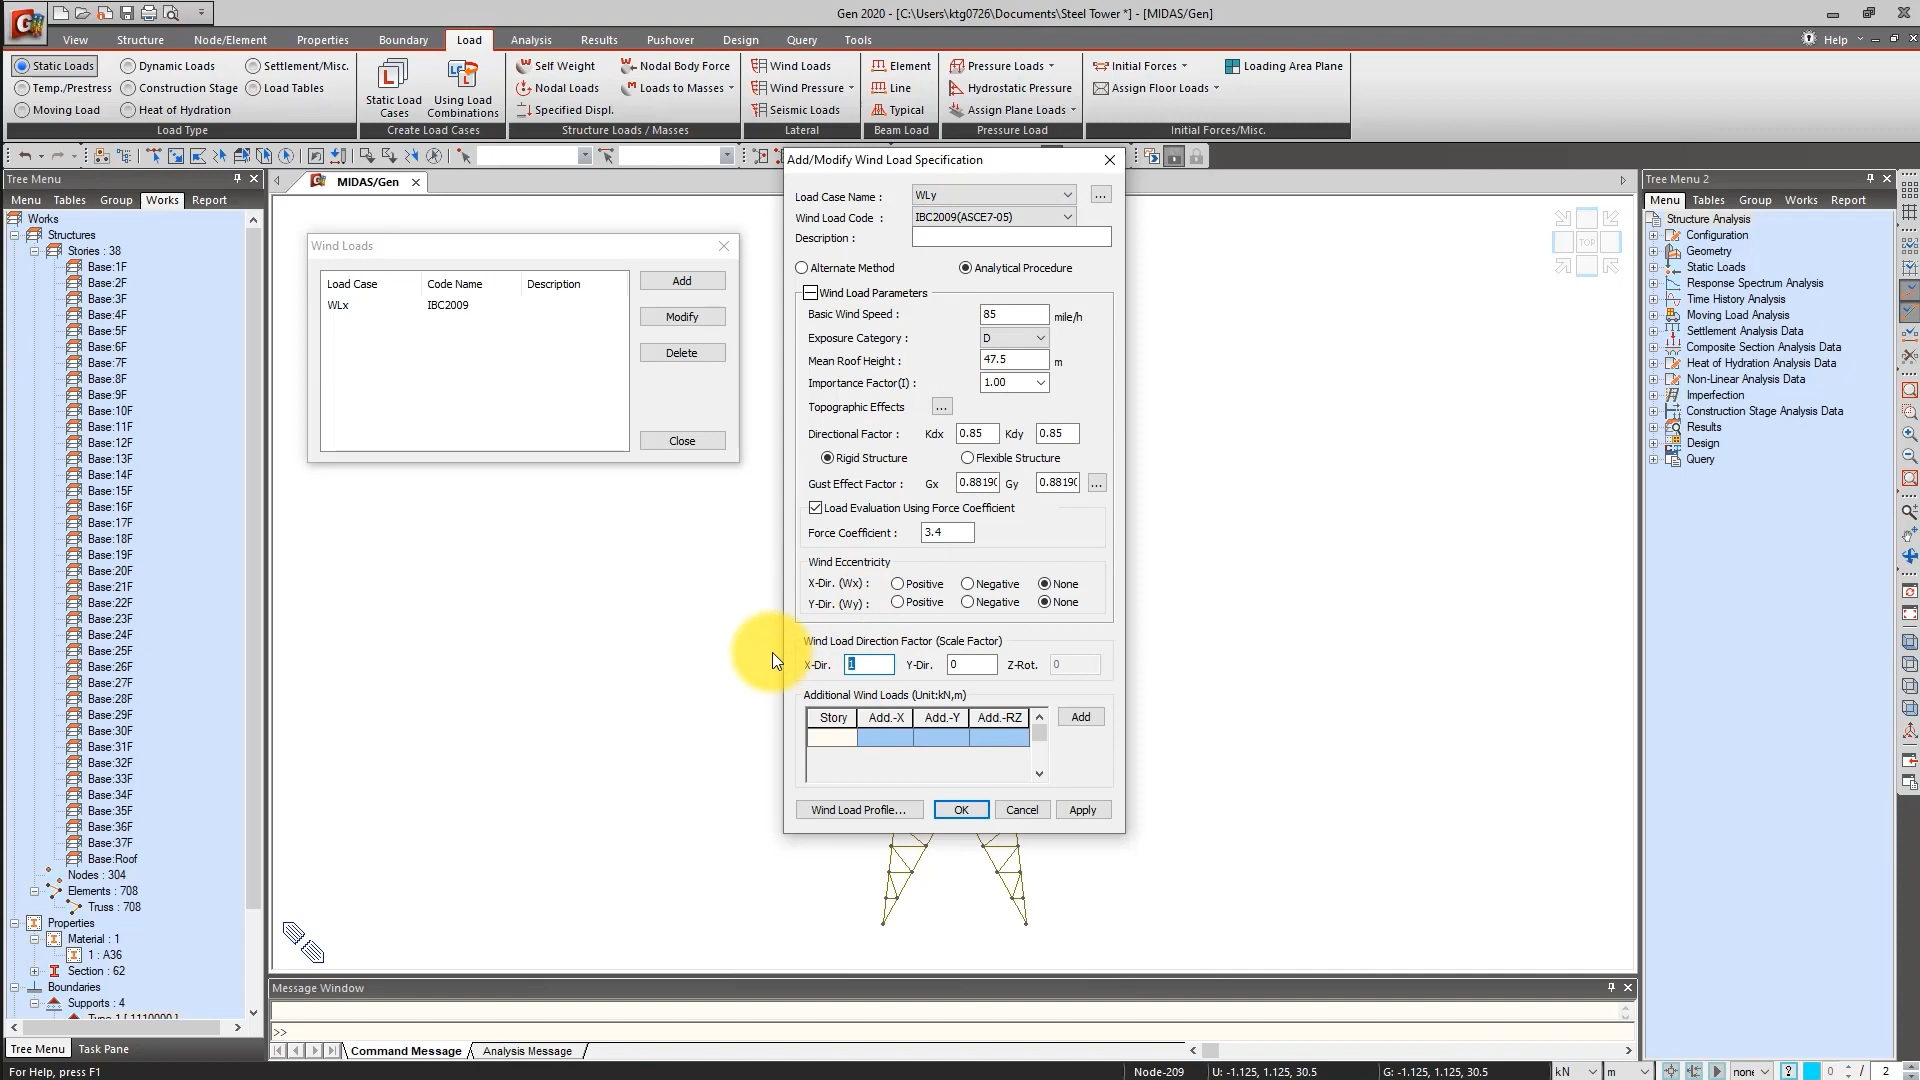 Gen 2020 - [C:\Users\ktg0726\Documents\Steel Tower *] - [MIDAS/Gen]
View Structure Node/Element Properties Boundary Load Analysis Results Pushover Design Query Tools Help
Static Loads Dynamic Loads Settlement/Misc.
Temp./Prestress Construction Stage Load Tables
Moving Load Heat of Hydration
Load Type
Static Load Cases
Using Load Combinations
Create Load Cases
Self Weight Nodal Body Force
Nodal Loads Loads to Masses
Specified Displ.
Structure Loads / Masses
Wind Loads
Wind Pressure
Seismic Loads
Lateral
Element
Line
Typical
Beam Load
Pressure Loads
Hydrostatic Pressure
Assign Plane Loads
Pressure Load
Initial Forces Loading Area Plane
Assign Floor Loads
Initial Forces/Misc.
Tree Menu
Menu Tables Group Works Report
Works
Structures
Stories : 38
Base:1F
Base:2F
Base:3F
Base:4F
Base:5F
Base:6F
Base:7F
Base:8F
Base:9F
Base:10F
Base:11F
Base:12F
Base:13F
Base:14F
Base:15F
Base:16F
Base:17F
Base:18F
Base:19F
Base:20F
Base:21F
Base:22F
Base:23F
Base:24F
Base:25F
Base:26F
Base:27F
Base:28F
Base:29F
Base:30F
Base:31F
Base:32F
Base:33F
Base:34F
Base:35F
Base:36F
Base:37F
Base:Roof
Nodes : 304
Elements : 708
Truss : 708
Properties
Material : 1
1 : A36
Section : 62
Boundaries
Supports : 4
Type 1 [ 1110000 ]
Tree Menu Task Pane
MIDAS/Gen
Wind Loads
Load Case Code Name Description
WLx IBC2009
Add
Modify
Delete
Close
Add/Modify Wind Load Specification
Load Case Name : WLy ...
Wind Load Code : IBC2009(ASCE7-05)
Description :
Alternate Method Analytical Procedure
Wind Load Parameters
Basic Wind Speed : 85 mile/h
Exposure Category : D
Mean Roof Height : 47.5 m
Importance Factor(I) : 1.00
Topographic Effects ...
Directional Factor : Kdx 0.85 Kdy 0.85
Rigid Structure Flexible Structure
Gust Effect Factor : Gx 0.8819 Gy 0.8819 ...
Load Evaluation Using Force Coefficient
Force Coefficient : 3.4
Wind Eccentricity
X-Dir. (Wx) : Positive Negative None
Y-Dir. (Wy) : Positive Negative None
Wind Load Direction Factor (Scale Factor)
X-Dir. 1 Y-Dir. 0 Z-Rot. 0
Additional Wind Loads (Unit:kN,m)
Story Add.-X Add.-Y Add.-RZ Add
Wind Load Profile... OK Cancel Apply
TOP
Tree Menu 2
Menu Tables Group Works Report
Structure Analysis
Configuration
Geometry
Static Loads
Response Spectrum Analysis
Time History Analysis
Moving Load Analysis
Settlement Analysis Data
Composite Section Analysis Data
Heat of Hydration Analysis Data
Non-Linear Analysis Data
Imperfection
Construction Stage Analysis Data
Results
Design
Query
Message Window
>>
Command Message Analysis Message
For Help, press F1 Node-209 U: -1.125, 1.125, 30.5 G: -1.125, 1.125, 30.5 kN m none ? 0 / 2